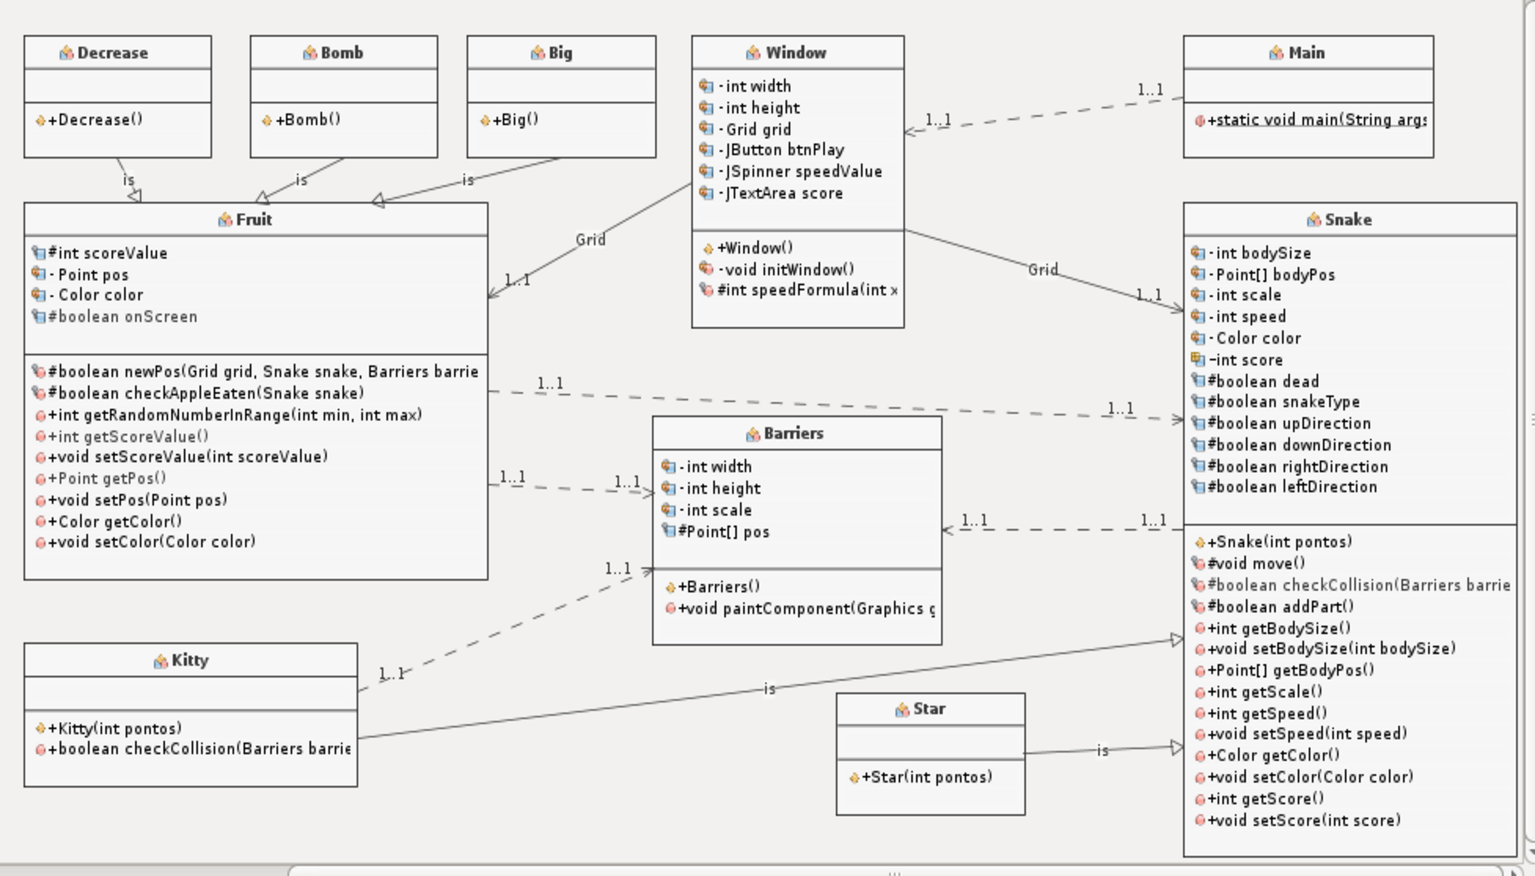 Decrease
+Decrease()
Bomb
+Bomb()
Big
+Big()
Window
- int width
- int height
- Grid grid
- JButton btnPlay
- JSpinner speedValue
- JTextArea score
+Window()
- void initWindow()
#int speedFormula(int x
Main
+static void main(String args
1..1
1..1
is
is
is
Grid
1..1
Grid
1..1
Fruit
#int scoreValue
- Point pos
- Color color
#boolean onScreen
#boolean newPos(Grid grid, Snake snake, Barriers barrie
#boolean checkAppleEaten(Snake snake)
+int getRandomNumberInRange(int min, int max)
+int getScoreValue()
+void setScoreValue(int scoreValue)
+Point getPos()
+void setPos(Point pos)
+Color getColor()
+void setColor(Color color)
1..1
1..1
1..1
1..1
Barriers
- int width
- int height
- int scale
#Point[] pos
+Barriers()
+void paintComponent(Graphics g
1..1
1..1
1..1
1..1
Snake
- int bodySize
- Point[] bodyPos
- int scale
- int speed
- Color color
~int score
#boolean dead
#boolean snakeType
#boolean upDirection
#boolean downDirection
#boolean rightDirection
#boolean leftDirection
+Snake(int pontos)
#void move()
#boolean checkCollision(Barriers barrie
#boolean addPart()
+int getBodySize()
+void setBodySize(int bodySize)
+Point[] getBodyPos()
+int getScale()
+int getSpeed()
+void setSpeed(int speed)
+Color getColor()
+void setColor(Color color)
+int getScore()
+void setScore(int score)
Kitty
+Kitty(int pontos)
+boolean checkCollision(Barriers barrie
is
Star
+Star(int pontos)
is